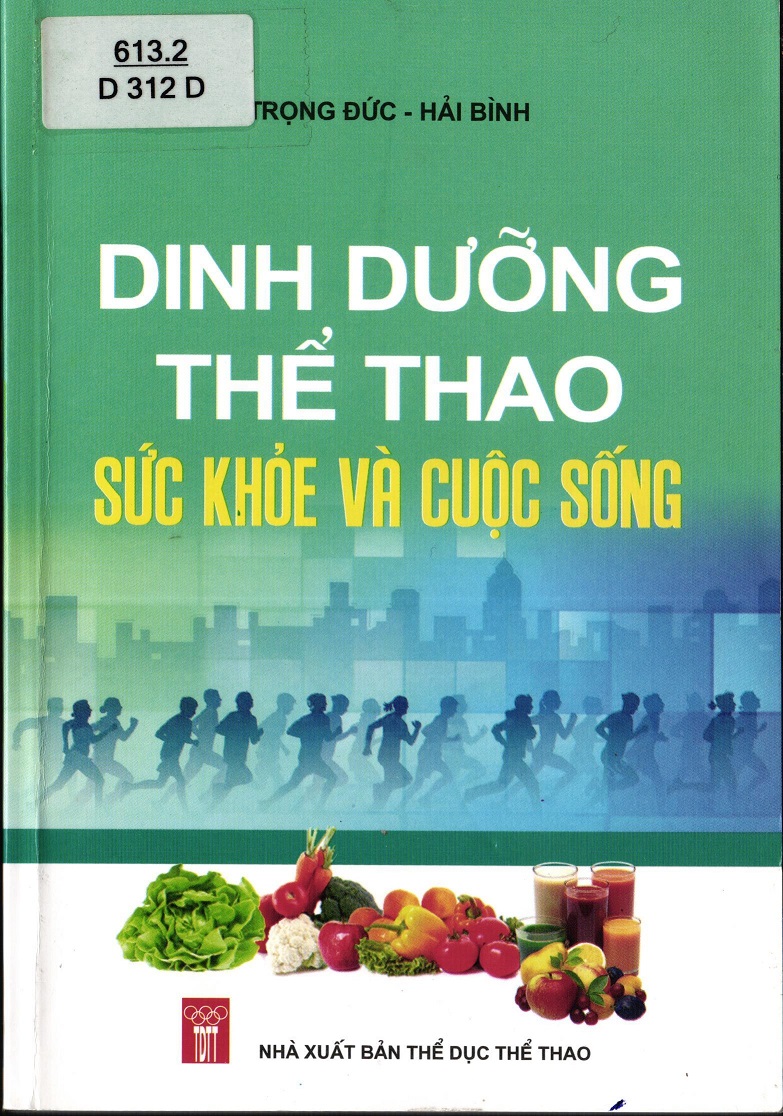 613.2
D 312 D
TRỌNG ĐỨC - HẢI BÌNH
DINH DƯỠNG
THỂ THAO
SỨC KHỎE VÀ CUỘC SỐNG
TDTT
NHÀ XUẤT BẢN THỂ DỤC THỂ THAO